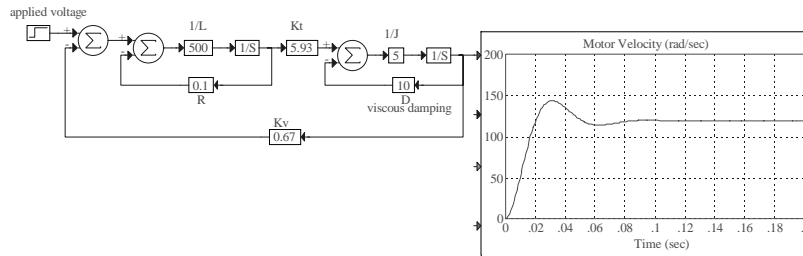 applied voltage
1/L
Kt
1/J
+
-
Σ
+
-
Σ
500
1/S
5.93
+
-
Σ
5
1/S
0.1
R
10
D
viscous damping
Kv
0.67
Motor Velocity (rad/sec)
200
150
100
50
0
0 .02 .04 .06 .08 0.1 .12 .14 .16 .18 .2
Time (sec)